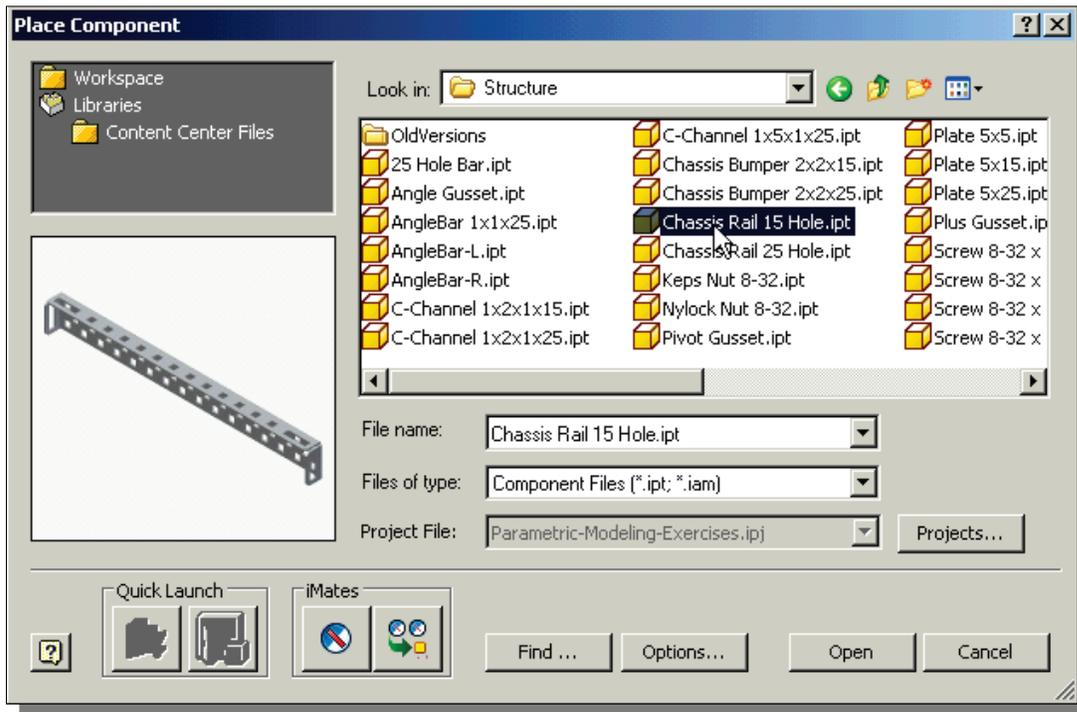 Place Component
Workspace
Libraries
Content Center Files
Look in: Structure
OldVersions
25 Hole Bar.ipt
Angle Gusset.ipt
AngleBar 1x1x25.ipt
AngleBar-L.ipt
AngleBar-R.ipt
C-Channel 1x2x1x15.ipt
C-Channel 1x2x1x25.ipt
C-Channel 1x5x1x25.ipt
Chassis Bumper 2x2x15.ipt
Chassis Bumper 2x2x25.ipt
Chassis Rail 15 Hole.ipt
Chassis Rail 25 Hole.ipt
Keps Nut 8-32.ipt
Nylock Nut 8-32.ipt
Pivot Gusset.ipt
Plate 5x5.ipt
Plate 5x15.ipt
Plate 5x25.ipt
Plus Gusset.ip
Screw 8-32 x
Screw 8-32 x
Screw 8-32 x
Screw 8-32 x
File name: Chassis Rail 15 Hole.ipt
Files of type: Component Files (*.ipt; *.iam)
Project File: Parametric-Modeling-Exercises.ipj Projects...
Quick Launch iMates
Find ... Options... Open Cancel